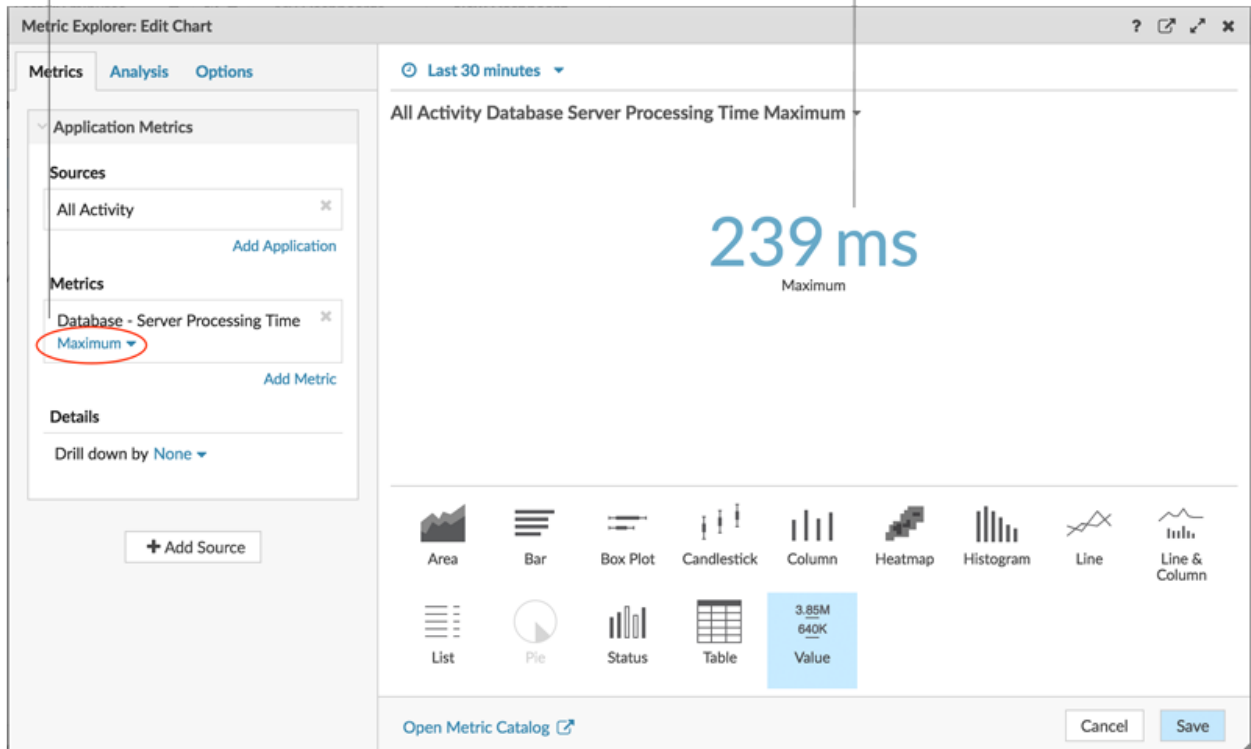 Metric Explorer: Edit Chart
?
Metrics Analysis Options
Last 30 minutes
Application Metrics
Sources
All Activity
Add Application
Metrics
Database - Server Processing Time
Maximum
Add Metric
Details
Drill down by None
+ Add Source
All Activity Database Server Processing Time Maximum
239 ms
Maximum
Area Bar Box Plot Candlestick Column Heatmap Histogram Line Line &
Column
3.85M
640K
List Pie Status Table Value
Open Metric Catalog
Cancel Save